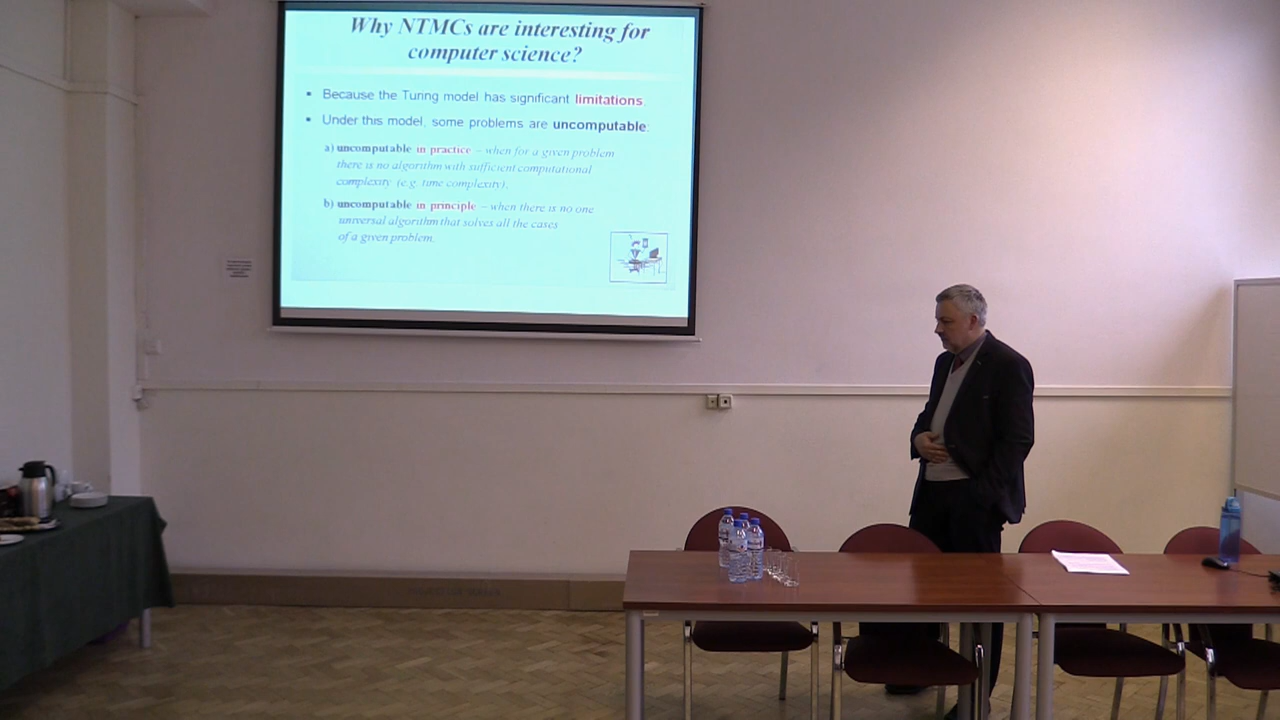 Why NTMCs are interesting for
computer science?
• Because the Turing model has significant limitations.
• Under this model, some problems are uncomputable:
a) uncomputable in practice – when for a given problem
there is no algorithm with sufficient computational
complexity (e.g. time complexity),
b) uncomputable in principle – when there is no one
universal algorithm that solves all the cases
of a given problem.